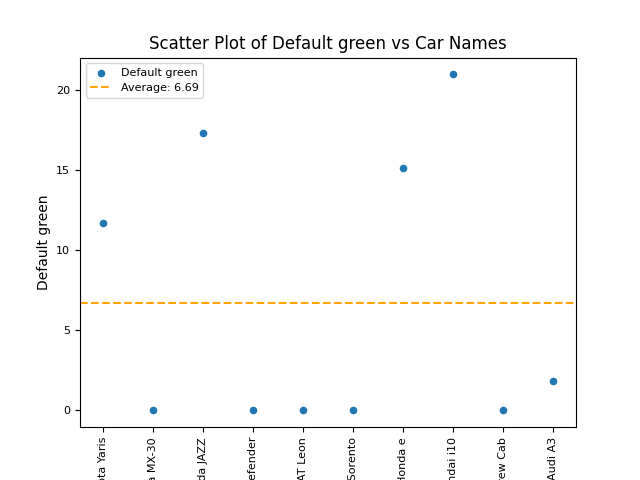 Scatter Plot of Default green vs Car Names
Default green
Average: 6.69
Default green
20
15
10
5
0
ota Yaris
a MX-30
da JAZZ
efender
AT Leon
Sorento
Honda e
ndai i10
ew Cab
Audi A3